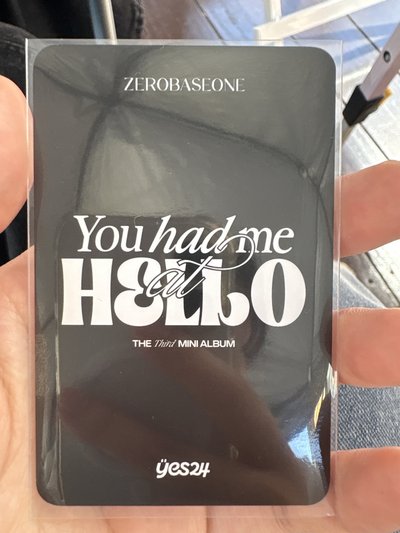 ZEROBASEONE
You had me
at
HELLO
THE Third MINI ALBUM
yes24